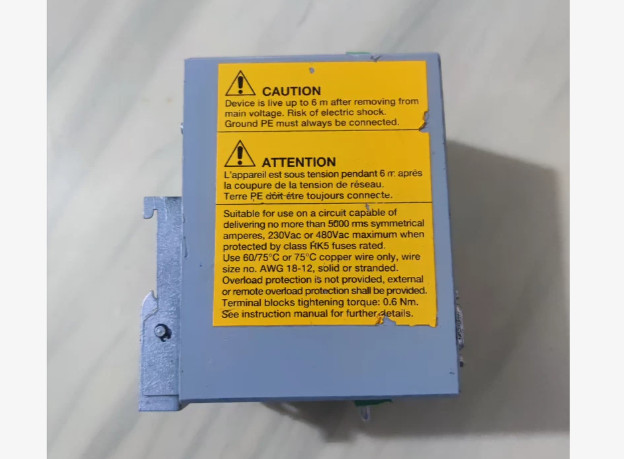 CAUTION
Device is live up to 6 m after removing from
main voltage. Risk of electric shock.
Ground PE must always be connected.
ATTENTION
L'appareil est sous tension pendant 6 m après
la coupure de la tension de réseau.
Terre PE doit être toujours connecte.
Suitable for use on a circuit capable of
delivering no more than 5000 rms symmetrical
amperes, 230Vac or 480Vac maximum when
protected by class RK5 fuses rated.
Use 60/75°C or 75°C copper wire only, wire
size no. AWG 18-12, solid or stranded.
Overload protection is not provided, external
or remote overload protection shall be provided.
Terminal blocks tightening torque: 0.6 Nm.
See instruction manual for further details.